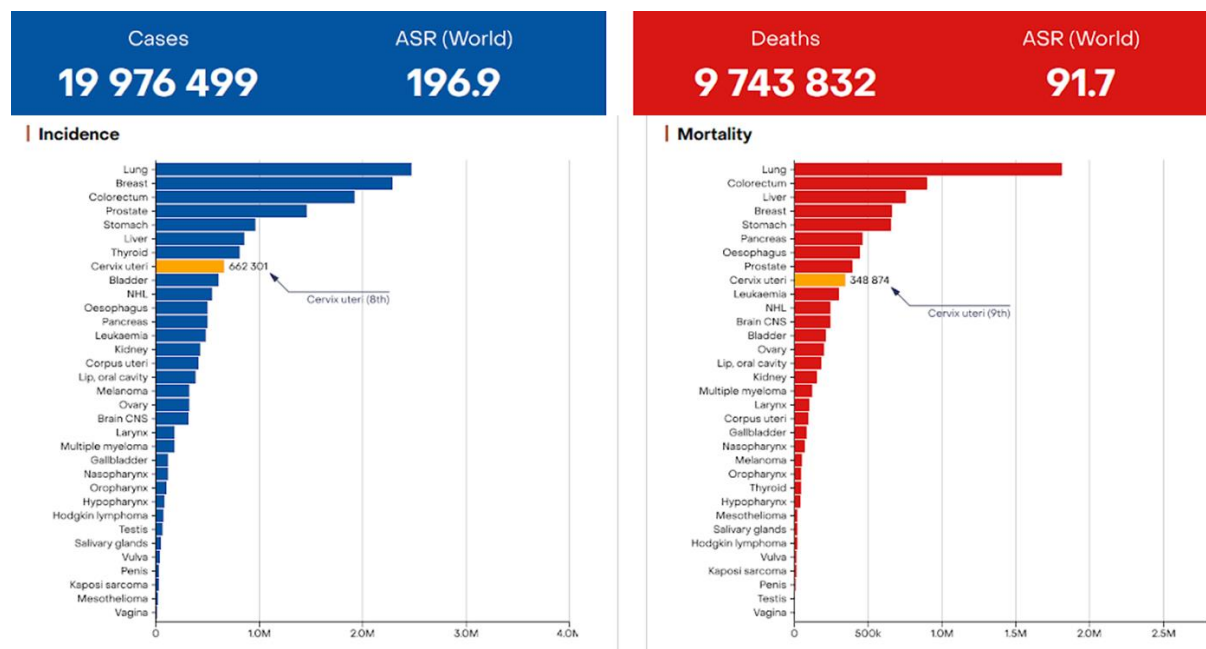 Cases
ASR (World)
19 976 499
196.9
Incidence
Lung
Breast
Colorectum
Prostate
Stomach
Liver
Thyroid
Cervix uteri 662 301
Bladder
Cervix uteri (8th)
NHL
Oesophagus
Pancreas
Leukaemia
Kidney
Corpus uteri
Lip, oral cavity
Melanoma
Ovary
Brain CNS
Larynx
Multiple myeloma
Gallbladder
Nasopharynx
Oropharynx
Hypopharynx
Hodgkin lymphoma
Testis
Salivary glands
Vulva
Penis
Kaposi sarcoma
Mesothelioma
Vagina
0 1.0M 2.0M 3.0M 4.0M
Deaths
ASR (World)
9 743 832
91.7
Mortality
Lung
Colorectum
Liver
Breast
Stomach
Pancreas
Oesophagus
Prostate
Cervix uteri 348 874
Leukaemia
Cervix uteri (9th)
NHL
Brain CNS
Bladder
Ovary
Lip, oral cavity
Kidney
Multiple myeloma
Larynx
Corpus uteri
Gallbladder
Nasopharynx
Melanoma
Oropharynx
Thyroid
Hypopharynx
Mesothelioma
Salivary glands
Hodgkin lymphoma
Vulva
Kaposi sarcoma
Penis
Testis
Vagina
0 500k 1.0M 1.5M 2.0M 2.5M